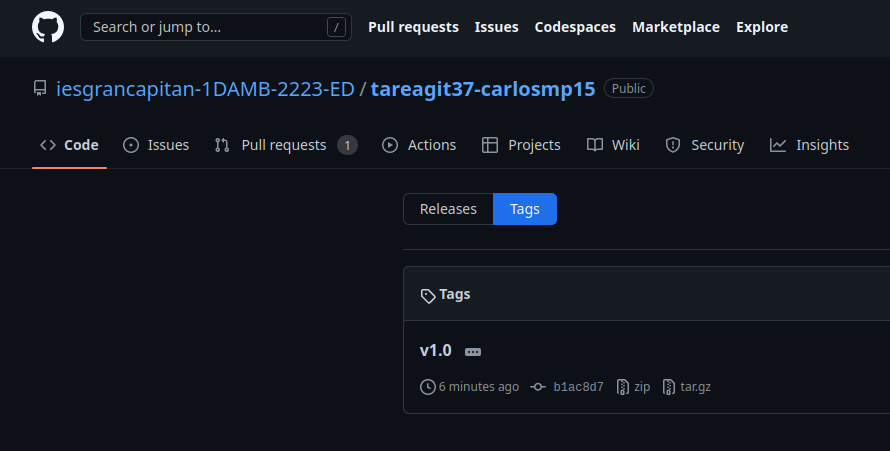 Search or jump to... / Pull requests Issues Codespaces Marketplace Explore
iesgrancapitan-1DAMB-2223-ED / tareagit37-carlosmp15 Public
Code Issues Pull requests 1 Actions Projects Wiki Security Insights
Releases Tags
Tags
v1.0
6 minutes ago b1ac8d7 zip tar.gz